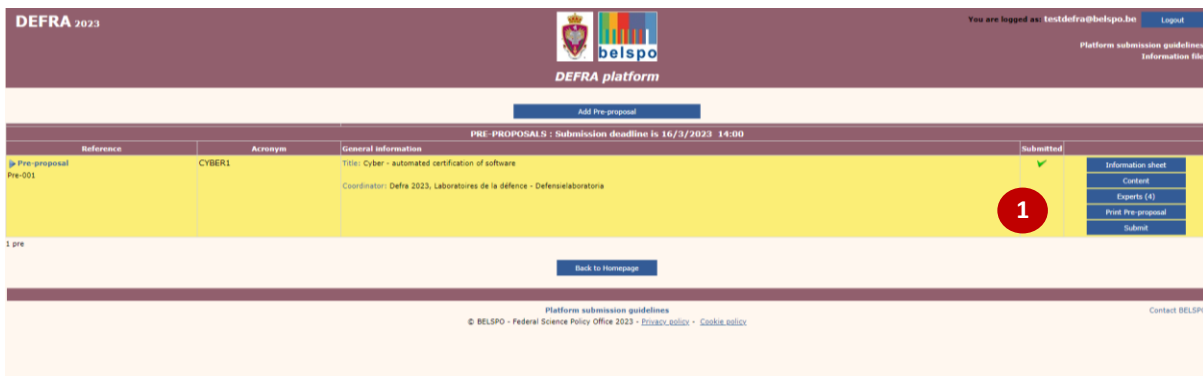 DEFRA 2023
You are logged as: testdefra@belspo.be Logout
belspo
Platform submission guidelines
Information file
DEFRA platform
Add Pre-proposal
PRE-PROPOSALS : Submission deadline is 16/3/2023 14:00
Reference Acronym General information Submitted
Pre-proposal CYBER1 Title: Cyber - automated certification of software Information sheet
Pre-001 Content
Coordinator: Defra 2023, Laboratoires de la défence - Defensielaboratoria
Experts (4)
1 Print Pre-proposal
Submit
1 pre
Back to Homepage
Platform submission guidelines Contact BELSPO
© BELSPO - Federal Science Policy Office 2023 - Privacy policy - Cookie policy